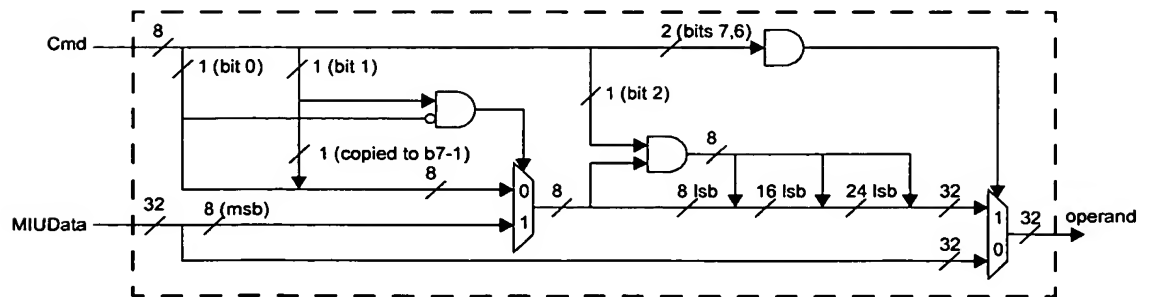 8
Cmd
2 (bits 7,6)
1 (bit 0)
1 (bit 1)
1 (bit 2)
1 (copied to b7-1)
8
8
0
1
8
8 lsb
16 lsb
24 lsb
32
1
0
32
operand
32
MIUData
8 (msb)
32